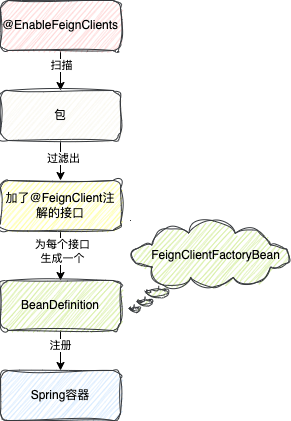 @EnableFeignClients
扫描
包
过滤出
加了@FeignClient注
解的接口
为每个接口
生成一个
FeignClientFactoryBean
BeanDefinition
注册
Spring容器